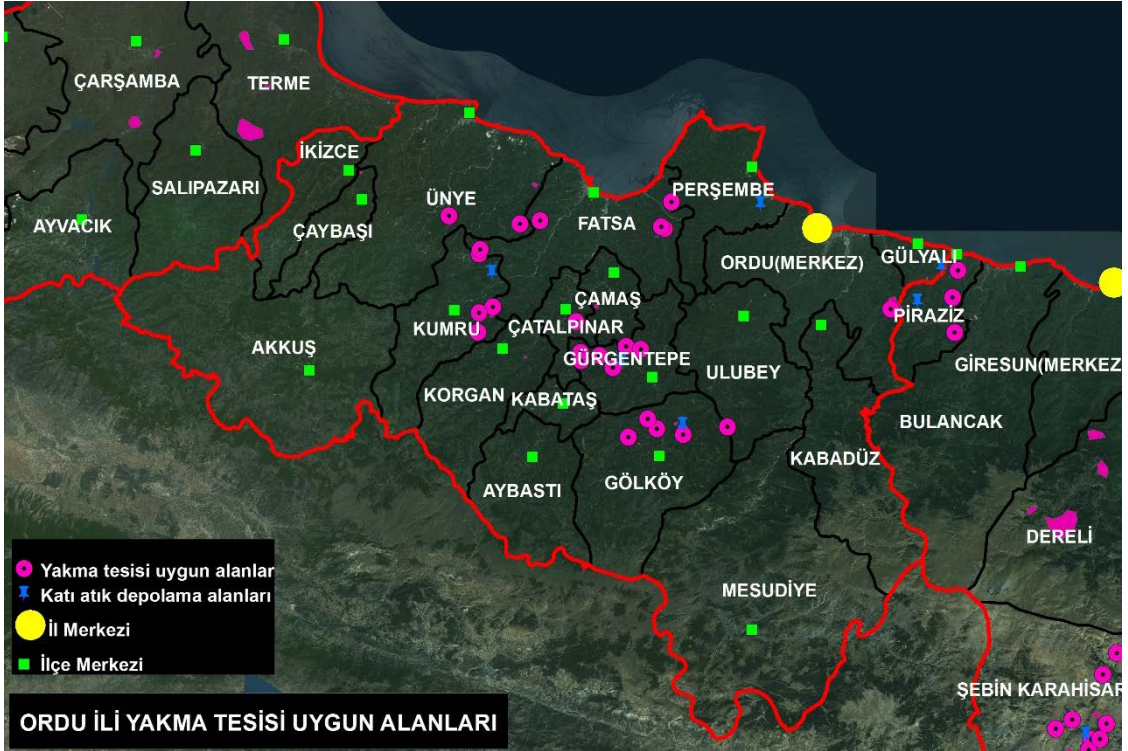 ÇARŞAMBA
TERME
İKİZCE
SALIPAZARI
ÜNYE
PERŞEMBE
AYVACIK
ÇAYBAŞI
FATSA
ORDU(MERKEZ)
GÜLYALI
ÇAMAŞ
PİRAZİZ
KUMRU
ÇATALPINAR
AKKUŞ
GÜRGENTEPE
GİRESUN(MERKEZ
ULUBEY
KORGAN
KABATAŞ
BULANCAK
KABADÜZ
GÖLKÖY
AYBASTI
DERELİ
MESUDİYE
ŞEBİN KARAHİSAR
Yakma tesisi uygun alanlar
Katı atık depolama alanları
İl Merkezi
İlçe Merkezi
ORDU İLİ YAKMA TESİSİ UYGUN ALANLARI